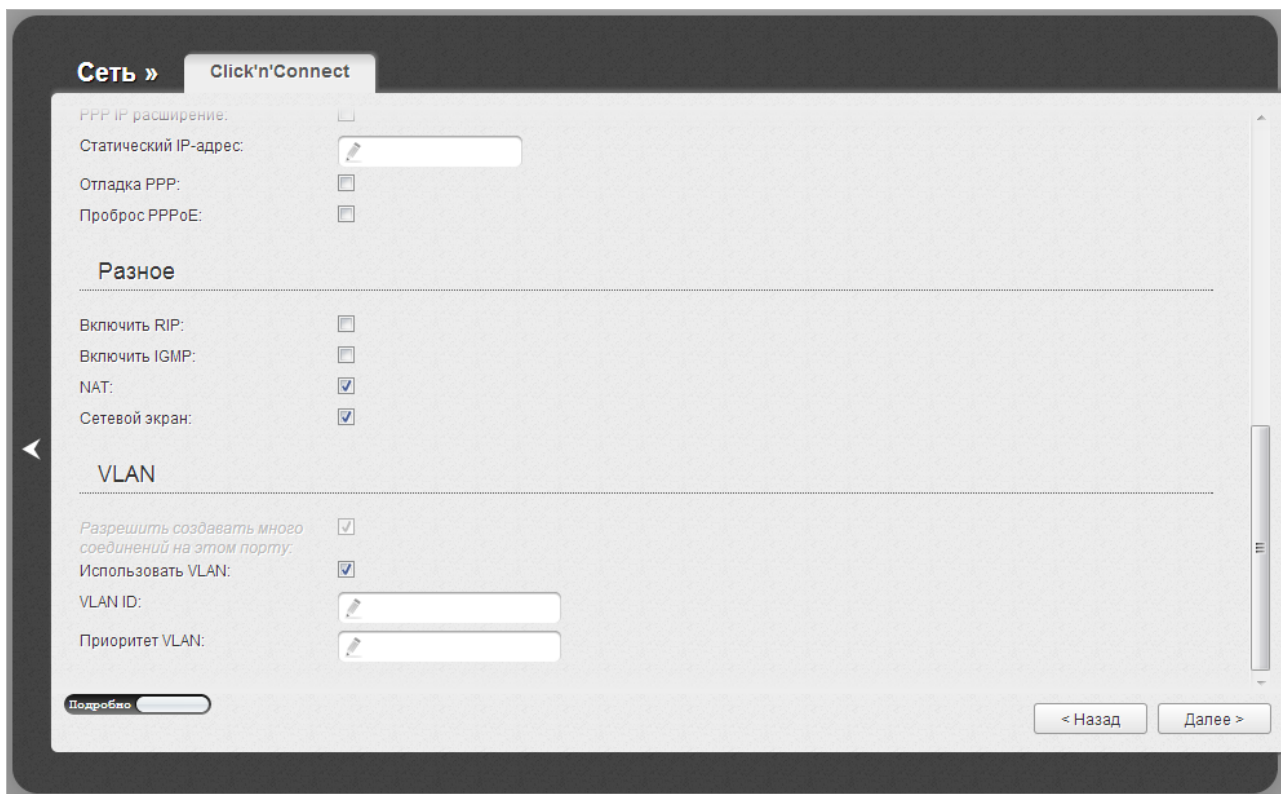 Сеть »
Click'n'Connect
PPP IP расширение:
Статический IP-адрес:
Отладка PPP:
Проброс PPPoE:
Разное
Включить RIP:
Включить IGMP:
NAT:
Сетевой экран:
VLAN
Разрешить создавать много
соединений на этом порту:
Использовать VLAN:
VLAN ID:
Приоритет VLAN:
Подробно
< Назад
Далее >